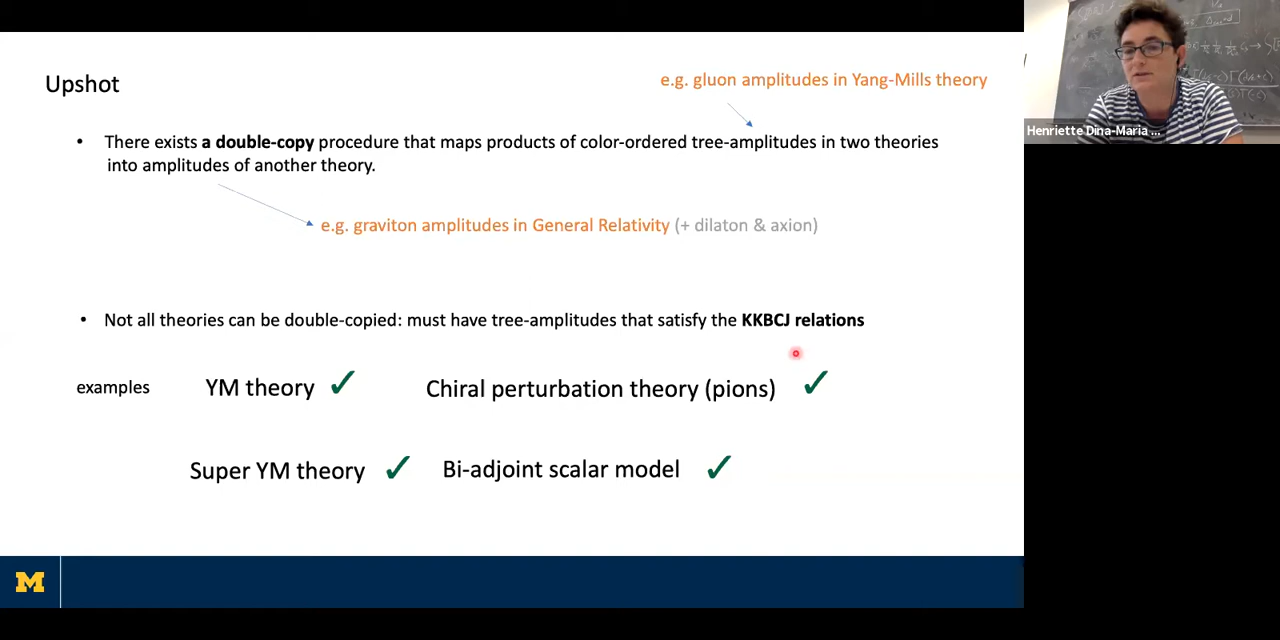 Upshot
e.g. gluon amplitudes in Yang-Mills theory
• There exists a double-copy procedure that maps products of color-ordered tree-amplitudes in two theories
into amplitudes of another theory.
e.g. graviton amplitudes in General Relativity (+ dilaton & axion)
• Not all theories can be double-copied: must have tree-amplitudes that satisfy the KKBCJ relations
examples
YM theory ✓
Chiral perturbation theory (pions) ✓
Super YM theory ✓
Bi-adjoint scalar model ✓
M
Henriette Dina-Maria ...